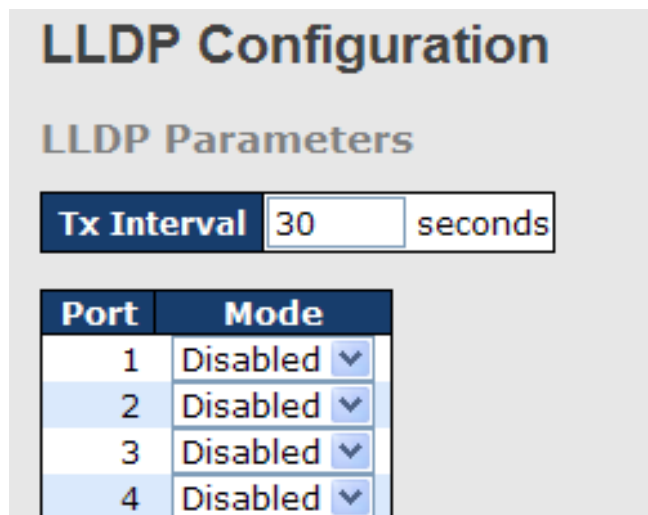 LLDP Configuration
LLDP Parameters
Tx Interval 30 seconds
Port Mode
1 Disabled
2 Disabled
3 Disabled
4 Disabled